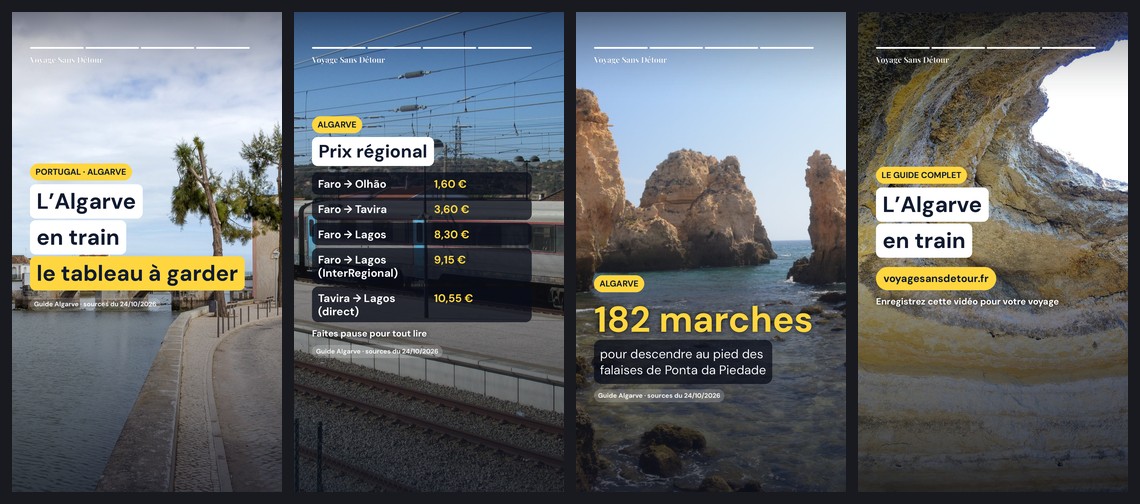 Voyage Sans Détour
PORTUGAL · ALGARVE
L’Algarve
en train
le tableau à garder
Guide Algarve · sources du 24/10/2026
Voyage Sans Détour
ALGARVE
Prix régional
Faro → Olhão 1,60 €
Faro → Tavira 3,60 €
Faro → Lagos 8,30 €
Faro → Lagos 9,15 €
(InterRegional)
Tavira → Lagos 10,55 €
(direct)
Faites pause pour tout lire
Guide Algarve · sources du 24/10/2026
Voyage Sans Détour
ALGARVE
182 marches
pour descendre au pied des
falaises de Ponta da Piedade
Guide Algarve · sources du 24/10/2026
Voyage Sans Détour
LE GUIDE COMPLET
L’Algarve
en train
voyagesansdetour.fr
Enregistrez cette vidéo pour votre voyage